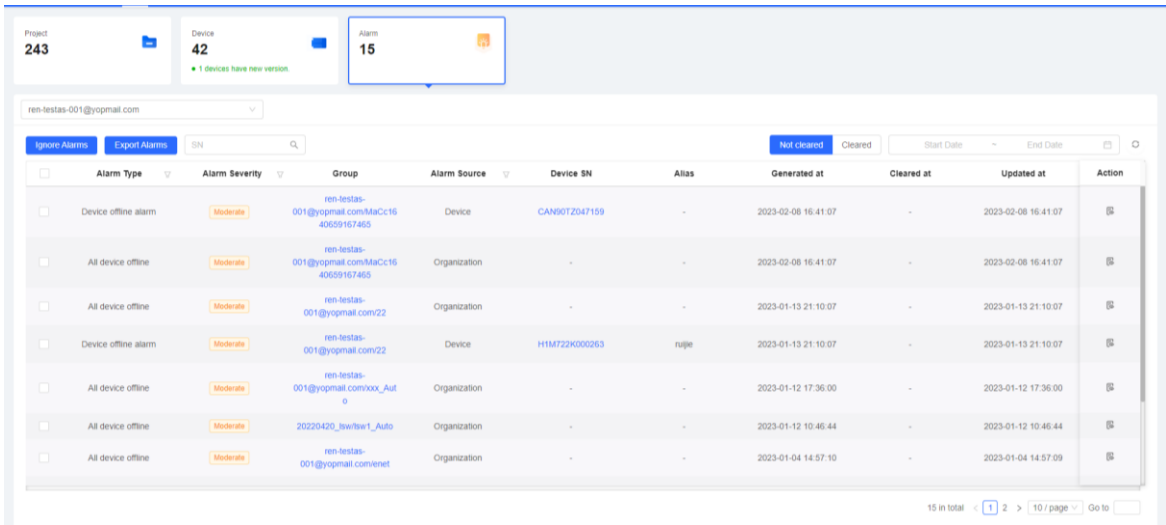 Project
243
Device
42
1 devices have new version.
Alarm
15
ren-testas-001@yopmail.com
Ignore Alarms Export Alarms SN Not cleared Cleared Start Date ~ End Date
Alarm Type Alarm Severity Group Alarm Source Device SN Alias Generated at Cleared at Updated at Action
ren-testas-
Device offline alarm Moderate 001@yopmail.com/MaCc16 Device CAN90TZ047159 - 2023-02-08 16:41:07 - 2023-02-08 16:41:07
40659167465
ren-testas-
All device offline Moderate 001@yopmail.com/MaCc16 Organization - - 2023-02-08 16:41:07 - 2023-02-08 16:41:07
40659167465
ren-testas-
All device offline Moderate 001@yopmail.com/22 Organization - - 2023-01-13 21:10:07 - 2023-01-13 21:10:07
ren-testas-
Device offline alarm Moderate 001@yopmail.com/22 Device H1M722K000263 ruijie 2023-01-13 21:10:07 - 2023-01-13 21:10:07
ren-testas-
All device offline Moderate 001@yopmail.com/xxx_Aut Organization - - 2023-01-12 17:36:00 - 2023-01-12 17:36:00
o
All device offline Moderate 20220420_lsw/lsw1_Auto Organization - - 2023-01-12 10:46:44 - 2023-01-12 10:46:44
ren-testas-
All device offline Moderate 001@yopmail.com/enet Organization - - 2023-01-04 14:57:10 - 2023-01-04 14:57:09
15 in total < 1 2 > 10 / page Go to